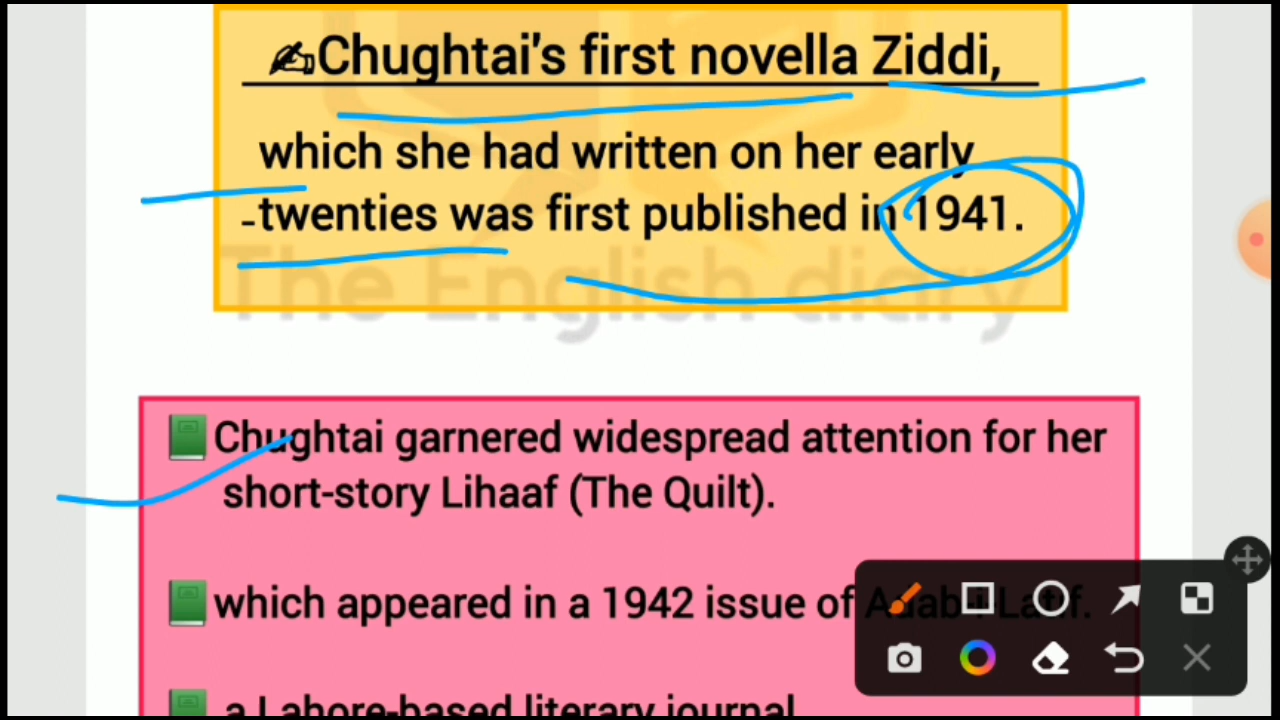 ✍Chughtai's first novella Ziddi,
which she had written on her early
-twenties was first published in 1941.
The English diary
📗Chughtai garnered widespread attention for her
short-story Lihaaf (The Quilt).
📗which appeared in a 1942 issue of Adab-i-Latif.
📗a Lahore-based literary journal